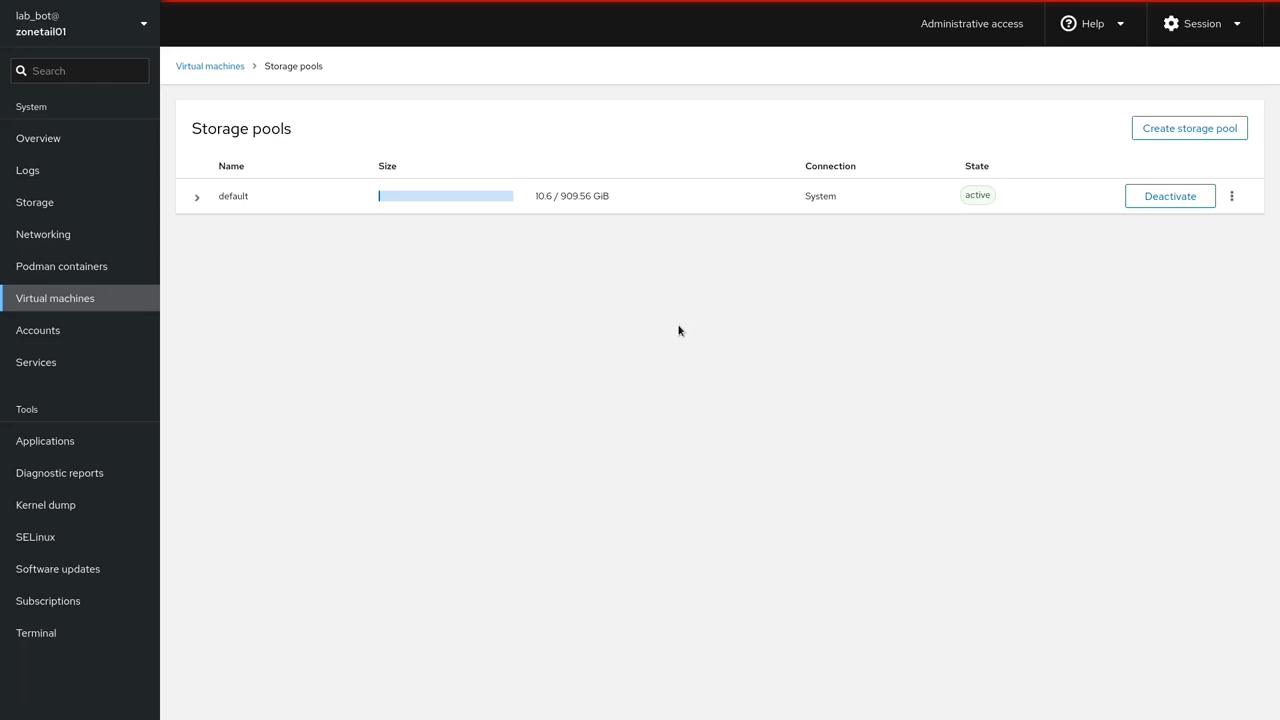 lab_bot@
zonetail01
Administrative access
Help
Session
Search
Virtual machines
Storage pools
System
Overview
Logs
Storage
Networking
Podman containers
Virtual machines
Accounts
Services
Tools
Applications
Diagnostic reports
Kernel dump
SELinux
Software updates
Subscriptions
Terminal
Storage pools
Create storage pool
Name Size Connection State
default 10.6 / 909.56 GiB System active Deactivate